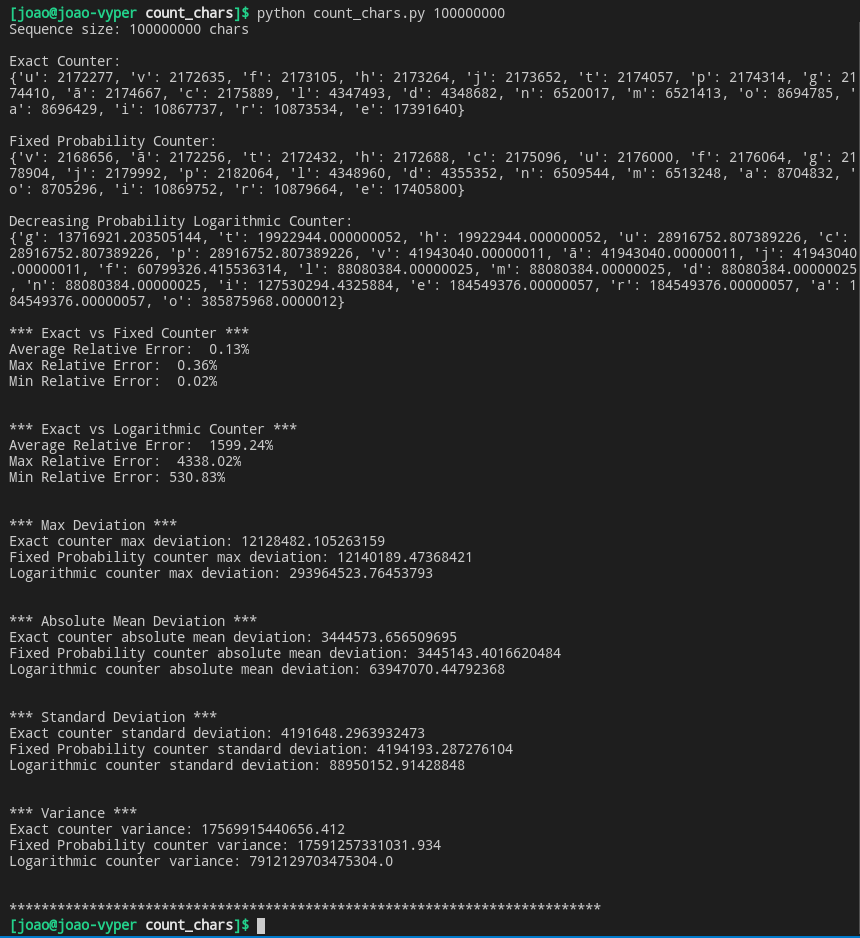 [joao@joao-vyper count_chars]$ python count_chars.py 100000000
Sequence size: 100000000 chars
Exact Counter:
{'u': 2172277, 'v': 2172635, 'f': 2173105, 'h': 2173264, 'j': 2173652, 't': 2174057, 'p': 2174314, 'g': 21
74410, 'ã': 2174667, 'c': 2175889, 'l': 4347493, 'd': 4348682, 'n': 6520017, 'm': 6521413, 'o': 8694785, '
a': 8696429, 'i': 10867737, 'r': 10873534, 'e': 17391640}
Fixed Probability Counter:
{'v': 2168656, 'ã': 2172256, 't': 2172432, 'h': 2172688, 'c': 2175096, 'u': 2176000, 'f': 2176064, 'g': 21
78904, 'j': 2179992, 'p': 2182064, 'l': 4348960, 'd': 4355352, 'n': 6509544, 'm': 6513248, 'a': 8704832, '
o': 8705296, 'i': 10869752, 'r': 10879664, 'e': 17405800}
Decreasing Probability Logarithmic Counter:
{'g': 13716921.203505144, 't': 19922944.000000052, 'h': 19922944.000000052, 'u': 28916752.807389226, 'c':
28916752.807389226, 'p': 28916752.807389226, 'v': 41943040.00000011, 'ã': 41943040.00000011, 'j': 41943040
.00000011, 'f': 60799326.415536314, 'l': 88080384.00000025, 'm': 88080384.00000025, 'd': 88080384.00000025
, 'n': 88080384.00000025, 'i': 127530294.4325884, 'e': 184549376.00000057, 'r': 184549376.00000057, 'a': 1
84549376.00000057, 'o': 385875968.0000012}
*** Exact vs Fixed Counter ***
Average Relative Error:  0.13%
Max Relative Error:  0.36%
Min Relative Error:  0.02%
*** Exact vs Logarithmic Counter ***
Average Relative Error:  1599.24%
Max Relative Error:  4338.02%
Min Relative Error: 530.83%
*** Max Deviation ***
Exact counter max deviation: 12128482.105263159
Fixed Probability counter max deviation: 12140189.47368421
Logarithmic counter max deviation: 293964523.76453793
*** Absolute Mean Deviation ***
Exact counter absolute mean deviation: 3444573.656509695
Fixed Probability counter absolute mean deviation: 3445143.4016620484
Logarithmic counter absolute mean deviation: 63947070.44792368
*** Standard Deviation ***
Exact counter standard deviation: 4191648.2963932473
Fixed Probability counter standard deviation: 4194193.287276104
Logarithmic counter standard deviation: 88950152.91428848
*** Variance ***
Exact counter variance: 17569915440656.412
Fixed Probability counter variance: 17591257331031.934
Logarithmic counter variance: 7912129703475304.0
**************************************************************************
[joao@joao-vyper count_chars]$